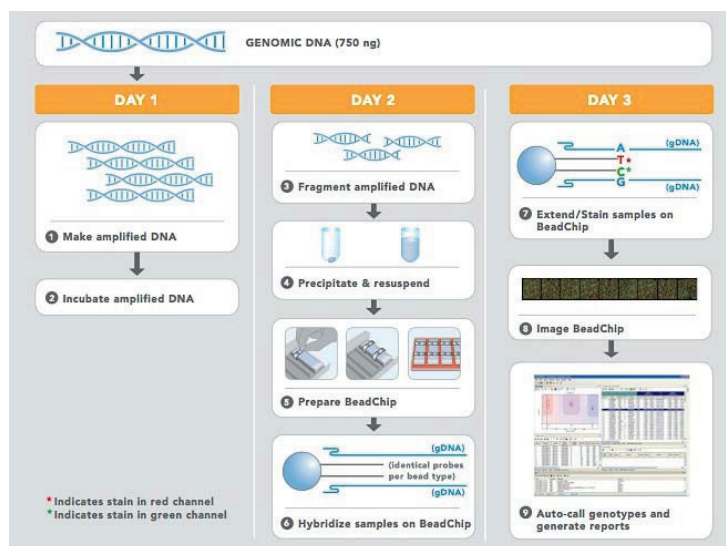 GENOMIC DNA (750 ng)
DAY 1
1 Make amplified DNA
2 Incubate amplified DNA
* Indicates stain in red channel
* Indicates stain in green channel
DAY 2
3 Fragment amplified DNA
4 Precipitate & resuspend
5 Prepare BeadChip
(gDNA)
(identical probes
per bead type)
(gDNA)
6 Hybridize samples on BeadChip
DAY 3
A (gDNA)
T*
C*
G (gDNA)
7 Extend/Stain samples on
BeadChip
8 Image BeadChip
9 Auto-call genotypes and
generate reports